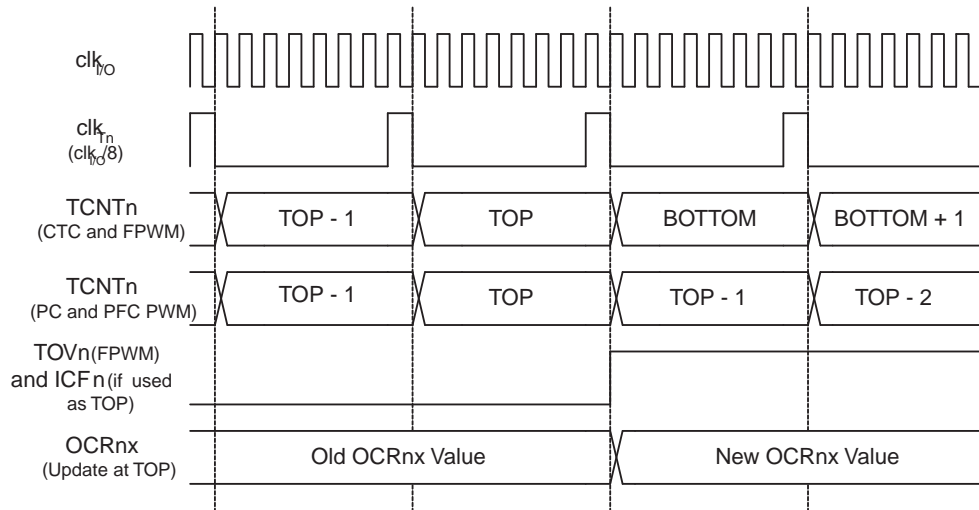 clkI/O
clkTn
(clkI/O/8)
TCNTn
(CTC and FPWM)
TOP - 1
TOP
BOTTOM
BOTTOM + 1
TCNTn
(PC and PFC PWM)
TOP - 1
TOP
TOP - 1
TOP - 2
TOVn(FPWM)
and ICFn(if used
as TOP)
OCRnx
(Update at TOP)
Old OCRnx Value
New OCRnx Value